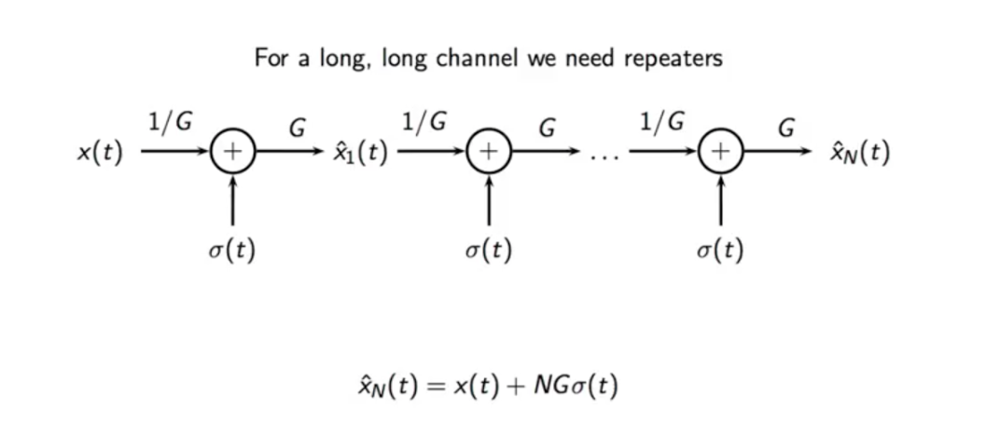 For a long, long channel we need repeaters
1/G G 1/G G 1/G G
x(t) + x̂₁(t) + ... + x̂_N(t)
σ(t) σ(t) σ(t)
x̂_N(t) = x(t) + NGσ(t)